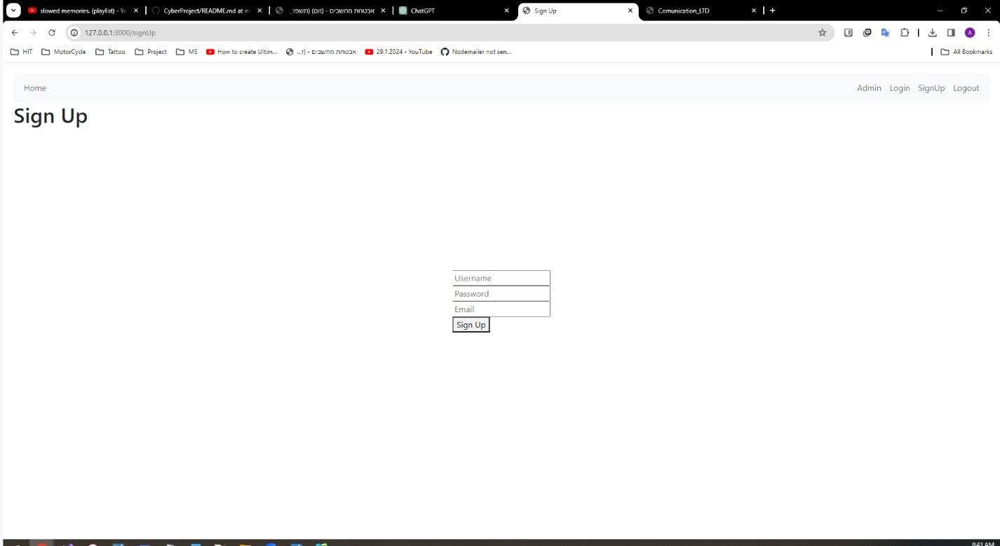 slowed memories. (playlist) - Yo
CyberProject/README.md at m
אבטחת מחשבים - (זום) (תשפד_
ChatGPT
Sign Up
Comunication_LTD
127.0.0.1:3000/signUp
A
HIT
MotorCycle
Tattoo
Project
MS
How to create Ultim...
אבטחת מחשבים - (ז...
29.1.2024 - YouTube
Nodemailer not sen...
All Bookmarks
Home
Admin
Login
SignUp
Logout
Sign Up
Username
Password
Email
Sign Up
8:43 AM